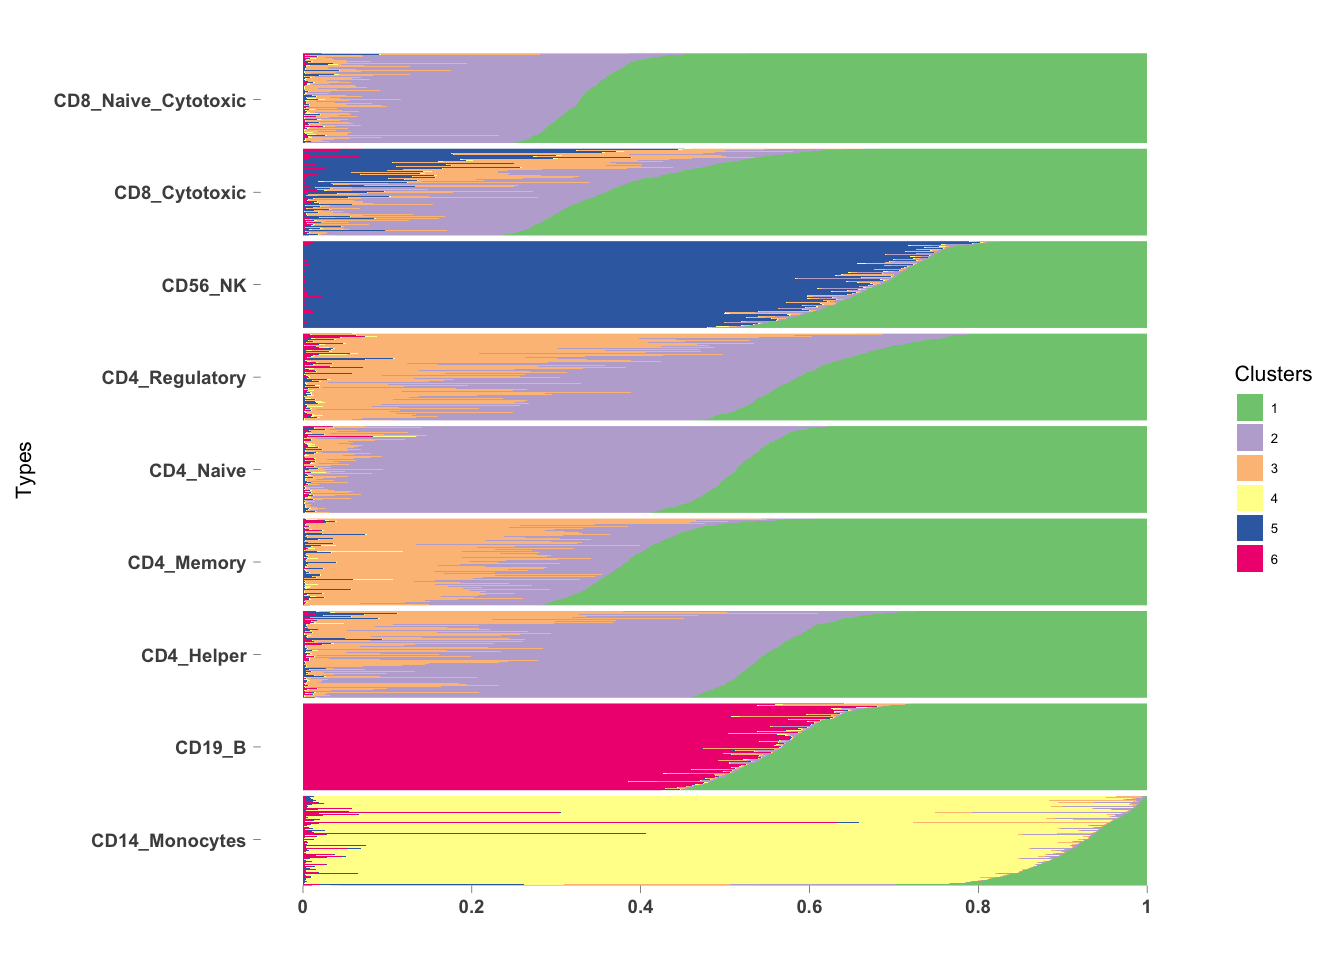 Types
CD8_Naive_Cytotoxic
CD8_Cytotoxic
CD56_NK
CD4_Regulatory
CD4_Naive
CD4_Memory
CD4_Helper
CD19_B
CD14_Monocytes
0 0.2 0.4 0.6 0.8 1
Clusters
1
2
3
4
5
6